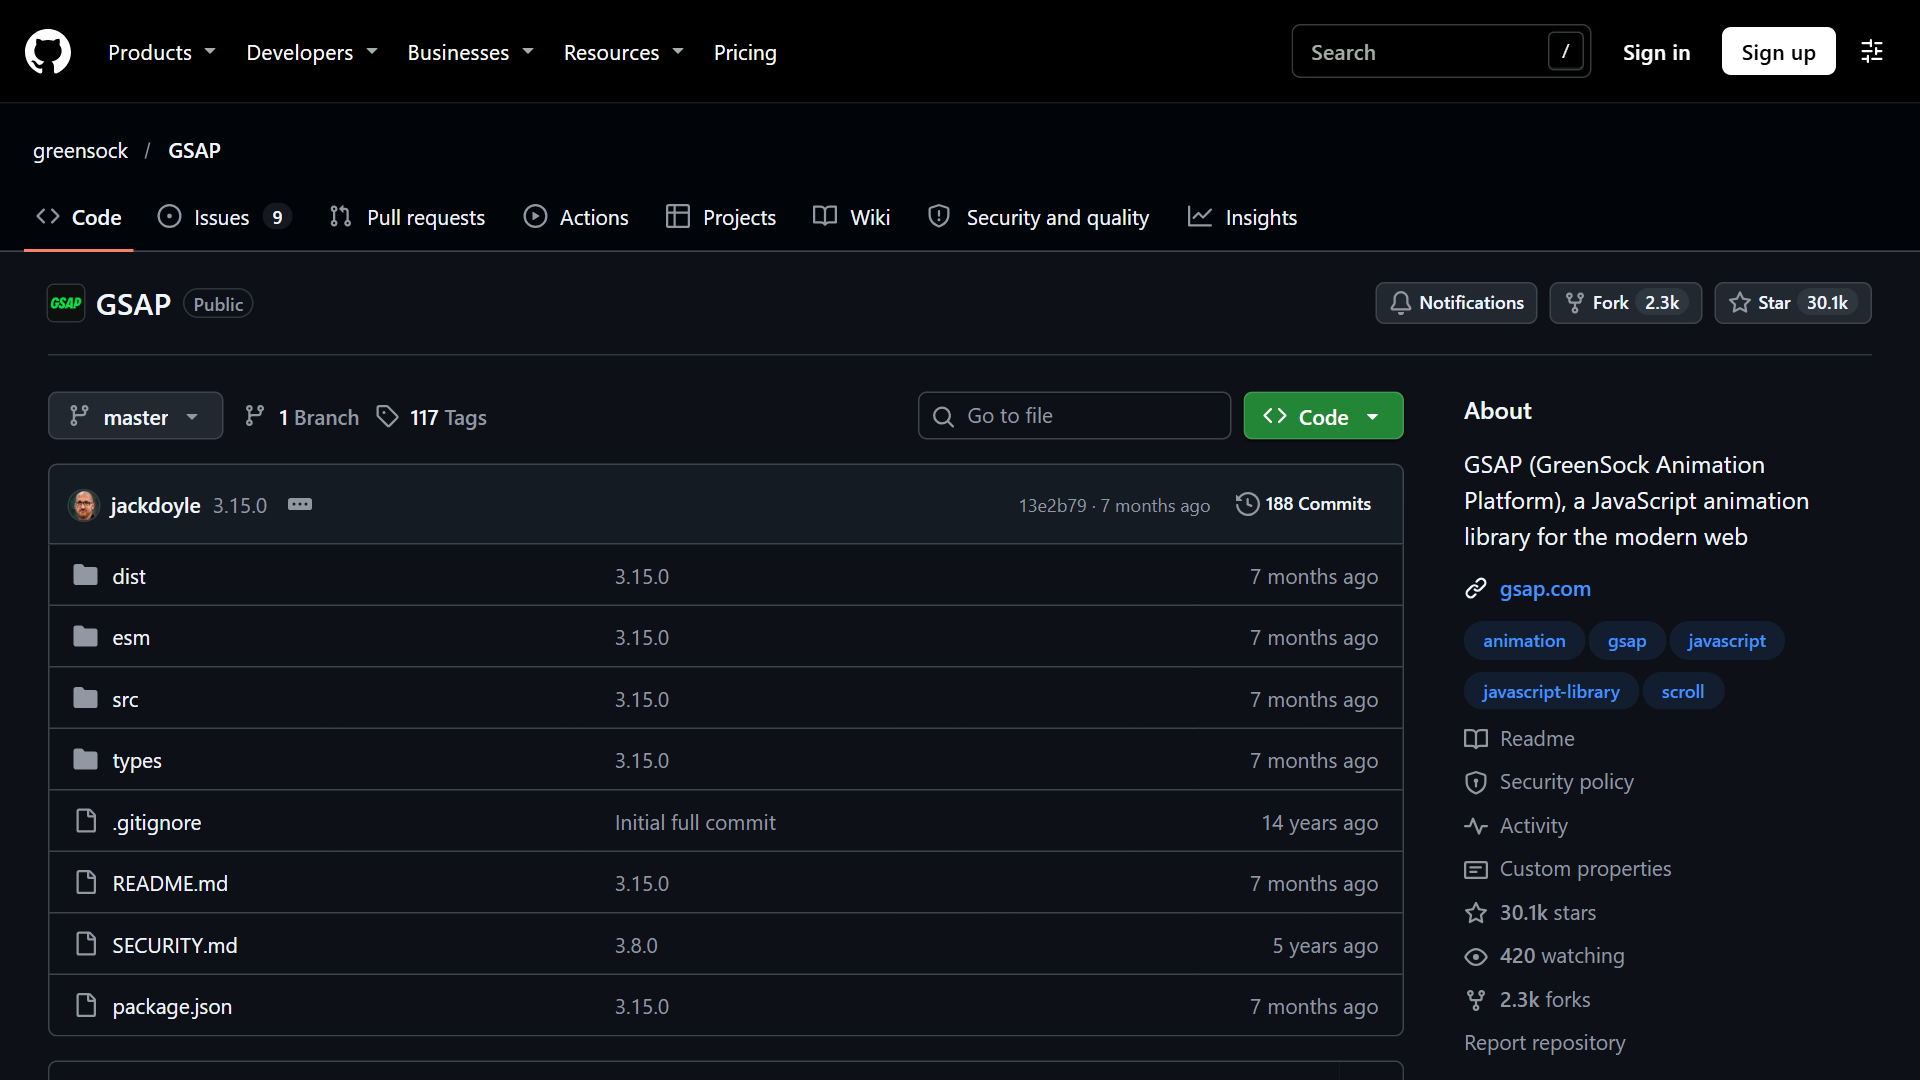 Products Developers Businesses Resources Pricing Search / Sign in Sign up
greensock / GSAP
Code Issues 9 Pull requests Actions Projects Wiki Security and quality Insights
GSAP GSAP Public Notifications Fork 2.3k Star 30.1k
master 1 Branch 117 Tags Go to file Code
jackdoyle 3.15.0 13e2b79 · 7 months ago 188 Commits
dist 3.15.0 7 months ago
esm 3.15.0 7 months ago
src 3.15.0 7 months ago
types 3.15.0 7 months ago
.gitignore Initial full commit 14 years ago
README.md 3.15.0 7 months ago
SECURITY.md 3.8.0 5 years ago
package.json 3.15.0 7 months ago
About
GSAP (GreenSock Animation
Platform), a JavaScript animation
library for the modern web
gsap.com
animation gsap javascript
javascript-library scroll
Readme
Security policy
Activity
Custom properties
30.1k stars
420 watching
2.3k forks
Report repository